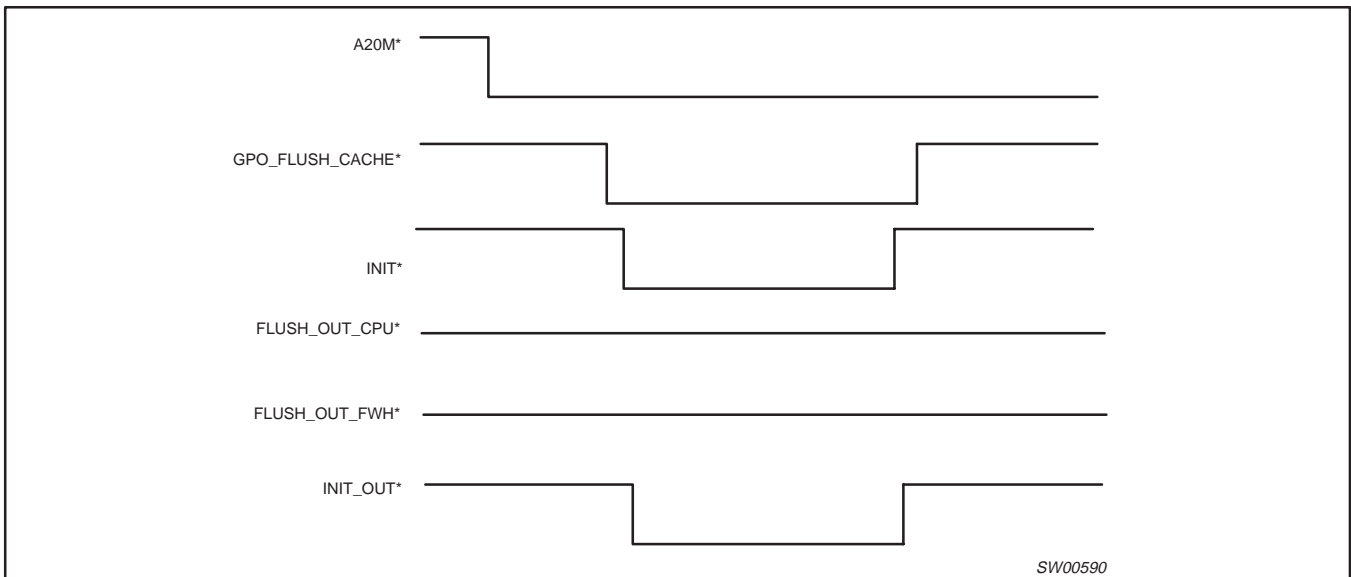 A20M*
GPO_FLUSH_CACHE*
INIT*
FLUSH_OUT_CPU*
FLUSH_OUT_FWH*
INIT_OUT*
SW00590